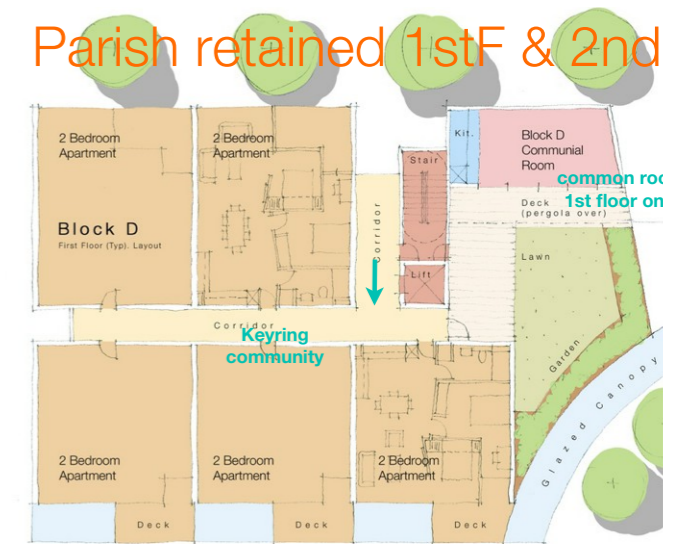 Parish retained 1stF & 2nd
2 Bedroom
Apartment
2 Bedroom
Apartment
Kit.
Block D
Communial
Room
Stair
common roo
1st floor on
Deck
(pergola over)
Block D
First Floor (Typ). Layout
Corridor
Lawn
Lift
Corridor
Keyring
community
Garden
Glazed Canopy
2 Bedroom
Apartment
2 Bedroom
Apartment
2 Bedroom
Apartment
Deck
Deck
Deck